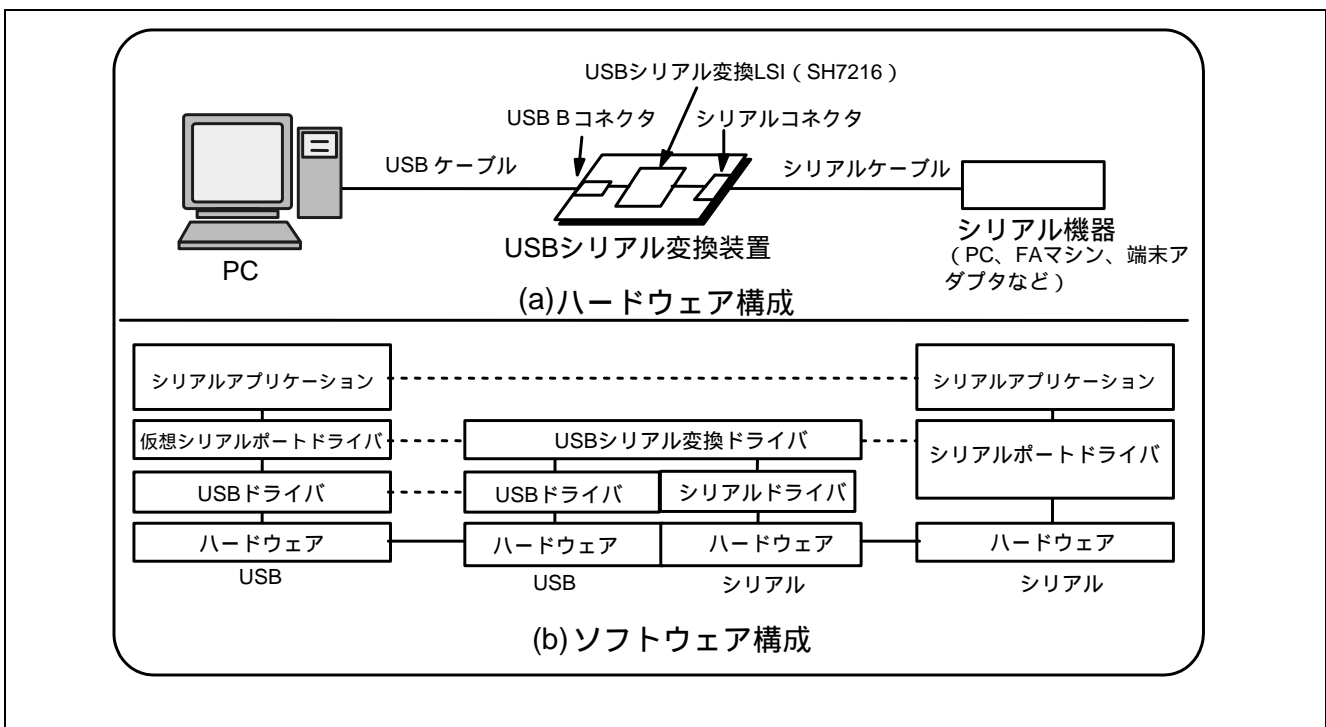 USBシリアル変換LSI（SH7216）
USB Bコネクタ
シリアルコネクタ
USB ケーブル
シリアルケーブル
PC
USBシリアル変換装置
シリアル機器
（PC、FAマシン、端末ア
ダプタなど）
(a)ハードウェア構成
シリアルアプリケーション
シリアルアプリケーション
仮想シリアルポートドライバ
USBシリアル変換ドライバ
シリアルポートドライバ
USBドライバ
USBドライバ
シリアルドライバ
ハードウェア
ハードウェア
ハードウェア
ハードウェア
USB
USB
シリアル
シリアル
(b)ソフトウェア構成